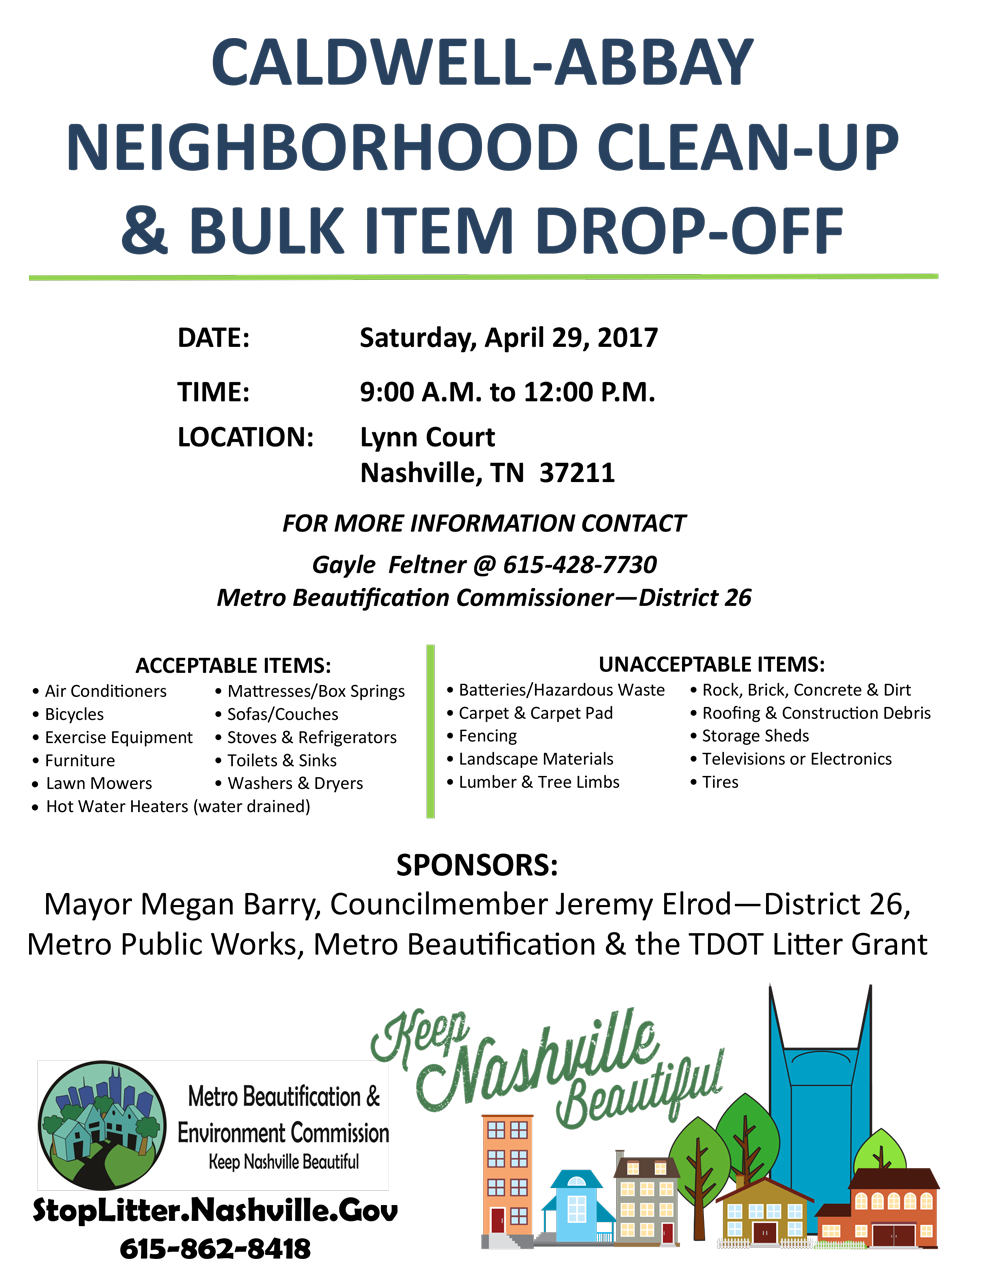 CALDWELL-ABBAY
NEIGHBORHOOD CLEAN-UP
& BULK ITEM DROP-OFF
DATE: Saturday, April 29, 2017
TIME: 9:00 A.M. to 12:00 P.M.
LOCATION: Lynn Court
Nashville, TN 37211
FOR MORE INFORMATION CONTACT
Gayle Feltner @ 615-428-7730
Metro Beautification Commissioner—District 26
ACCEPTABLE ITEMS:
• Air Conditioners
• Bicycles
• Exercise Equipment
• Furniture
• Lawn Mowers
• Hot Water Heaters (water drained)
• Mattresses/Box Springs
• Sofas/Couches
• Stoves & Refrigerators
• Toilets & Sinks
• Washers & Dryers
UNACCEPTABLE ITEMS:
• Batteries/Hazardous Waste
• Carpet & Carpet Pad
• Fencing
• Landscape Materials
• Lumber & Tree Limbs
• Rock, Brick, Concrete & Dirt
• Roofing & Construction Debris
• Storage Sheds
• Televisions or Electronics
• Tires
SPONSORS:
Mayor Megan Barry, Councilmember Jeremy Elrod—District 26,
Metro Public Works, Metro Beautification & the TDOT Litter Grant
Keep
Nashville
Beautiful
Metro Beautification &
Environment Commission
Keep Nashville Beautiful
StopLitter.Nashville.Gov
615-862-8418